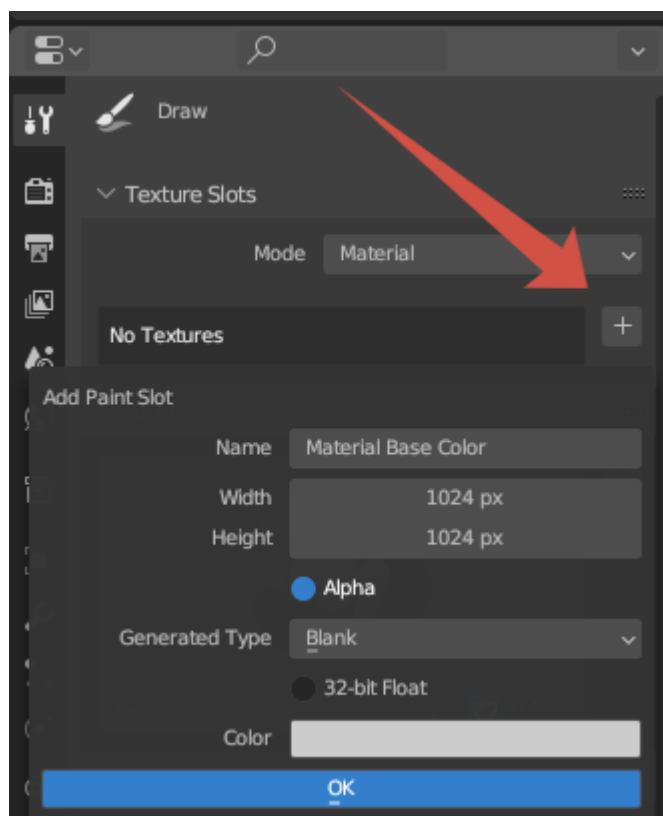 Draw
Texture Slots
Mode Material
No Textures
Add Paint Slot
Name Material Base Color
Width 1024 px
Height 1024 px
Alpha
Generated Type Blank
32-bit Float
Color
OK